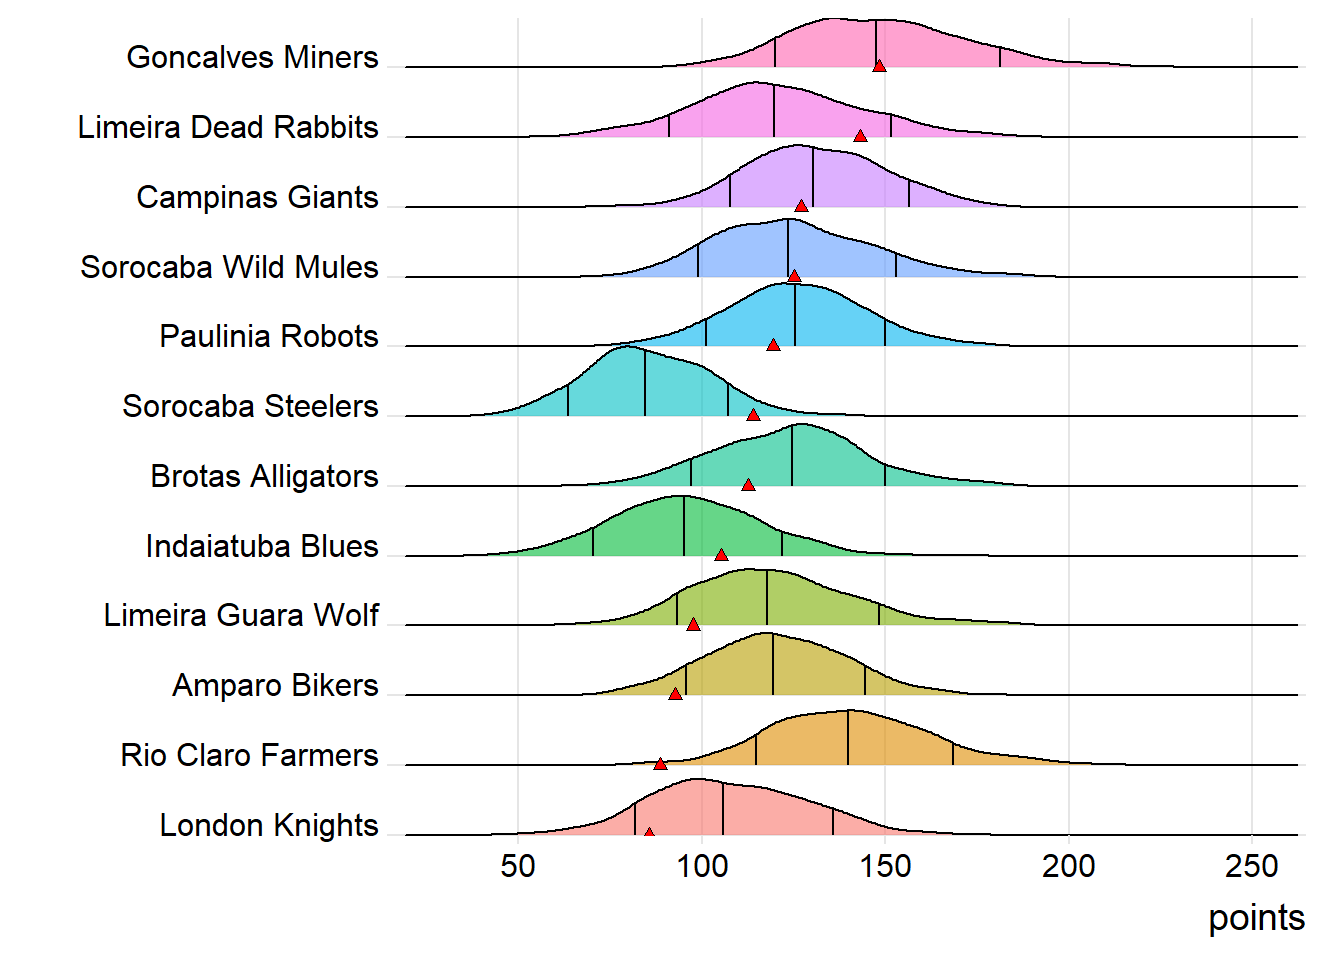 Goncalves Miners
Limeira Dead Rabbits
Campinas Giants
Sorocaba Wild Mules
Paulinia Robots
Sorocaba Steelers
Brotas Alligators
Indaiatuba Blues
Limeira Guara Wolf
Amparo Bikers
Rio Claro Farmers
London Knights
50 100 150 200 250
points